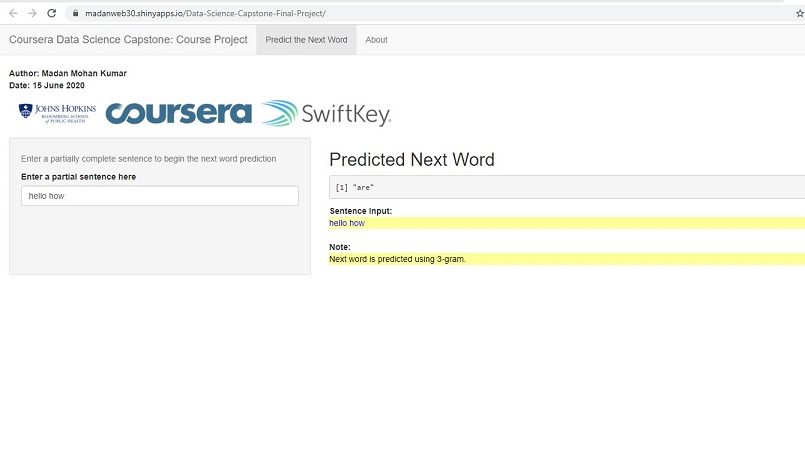 madanweb30.shinyapps.io/Data-Science-Capstone-Final-Project/
Coursera Data Science Capstone: Course Project Predict the Next Word About
Author: Madan Mohan Kumar
Date: 15 June 2020
JOHNS HOPKINS
BLOOMBERG SCHOOL
of PUBLIC HEALTH
coursera
SwiftKey.
Enter a partially complete sentence to begin the next word prediction
Enter a partial sentence here
hello how
Predicted Next Word
[1] "are"
Sentence Input:
hello how
Note:
Next word is predicted using 3-gram.